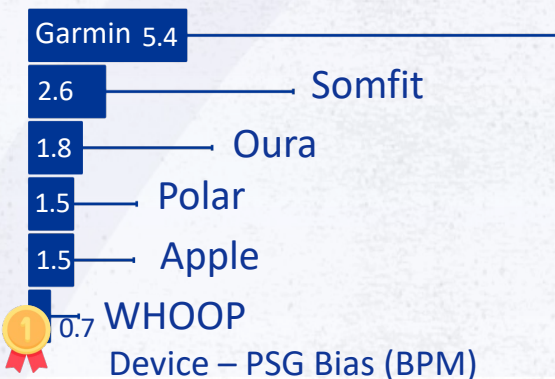 Garmin 5.4
2.6 Somfit
1.8 Oura
1.5 Polar
1.5 Apple
1 0.7 WHOOP
Device – PSG Bias (BPM)